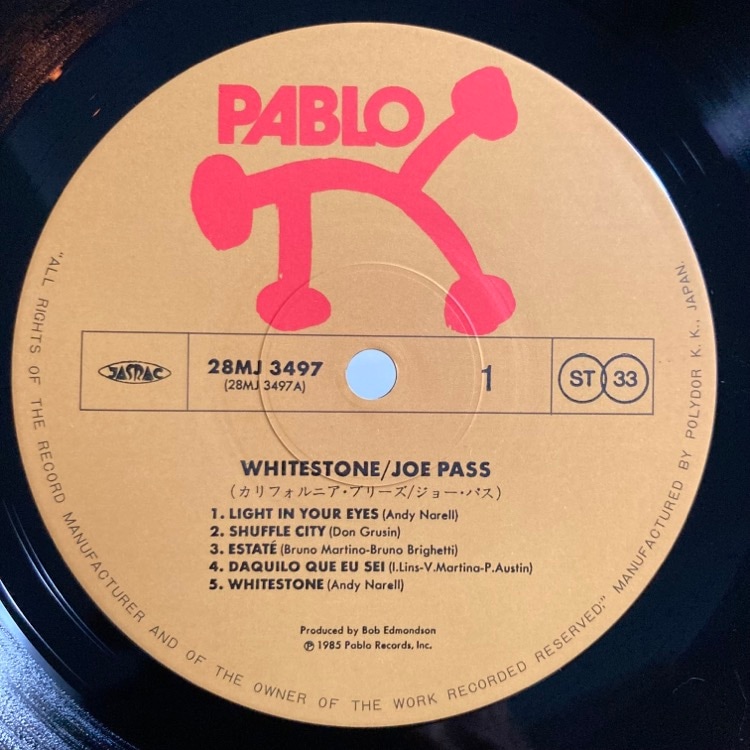 PABLO
JASRAC
28MJ 3497
(28MJ 3497A)
1
ST 33
WHITESTONE/JOE PASS
(カリフォルニア・ブリーズ/ジョー・パス)
1. LIGHT IN YOUR EYES (Andy Narell)
2. SHUFFLE CITY (Don Grusin)
3. ESTATÉ (Bruno Martino-Bruno Brighetti)
4. DAQUILO QUE EU SEI (I.Lins-V.Martina-P.Austin)
5. WHITESTONE (Andy Narell)
Produced by Bob Edmondson
℗ 1985 Pablo Records, Inc.
"ALL RIGHTS OF THE RECORD MANUFACTURER AND OF THE OWNER OF THE WORK RECORDED RESERVED;" MANUFACTURED BY POLYDOR K.K., JAPAN.